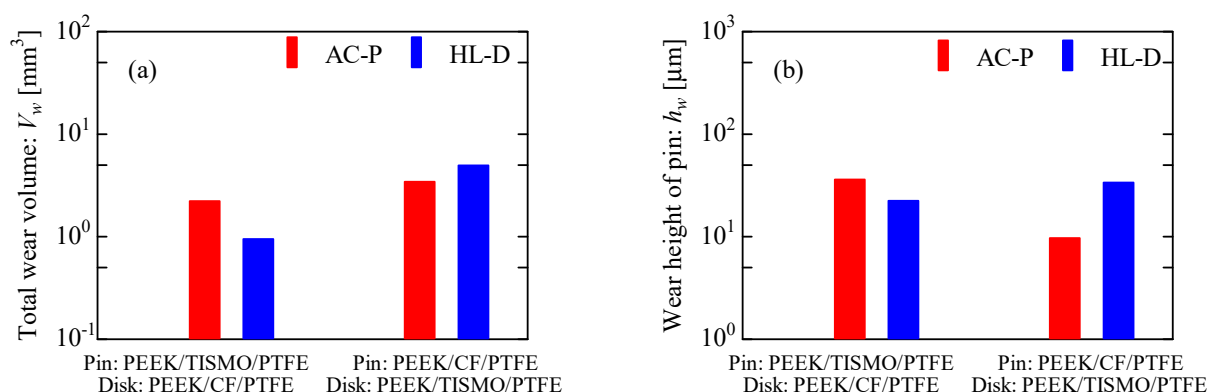 Total wear volume: V_w [mm³]
10²
10¹
10⁰
10⁻¹
(a)
AC-P
HL-D
Pin: PEEK/TISMO/PTFE
Disk: PEEK/CF/PTFE
Pin: PEEK/CF/PTFE
Disk: PEEK/TISMO/PTFE
Wear height of pin: h_w [μm]
10³
10²
10¹
10⁰
(b)
AC-P
HL-D
Pin: PEEK/TISMO/PTFE
Disk: PEEK/CF/PTFE
Pin: PEEK/CF/PTFE
Disk: PEEK/TISMO/PTFE